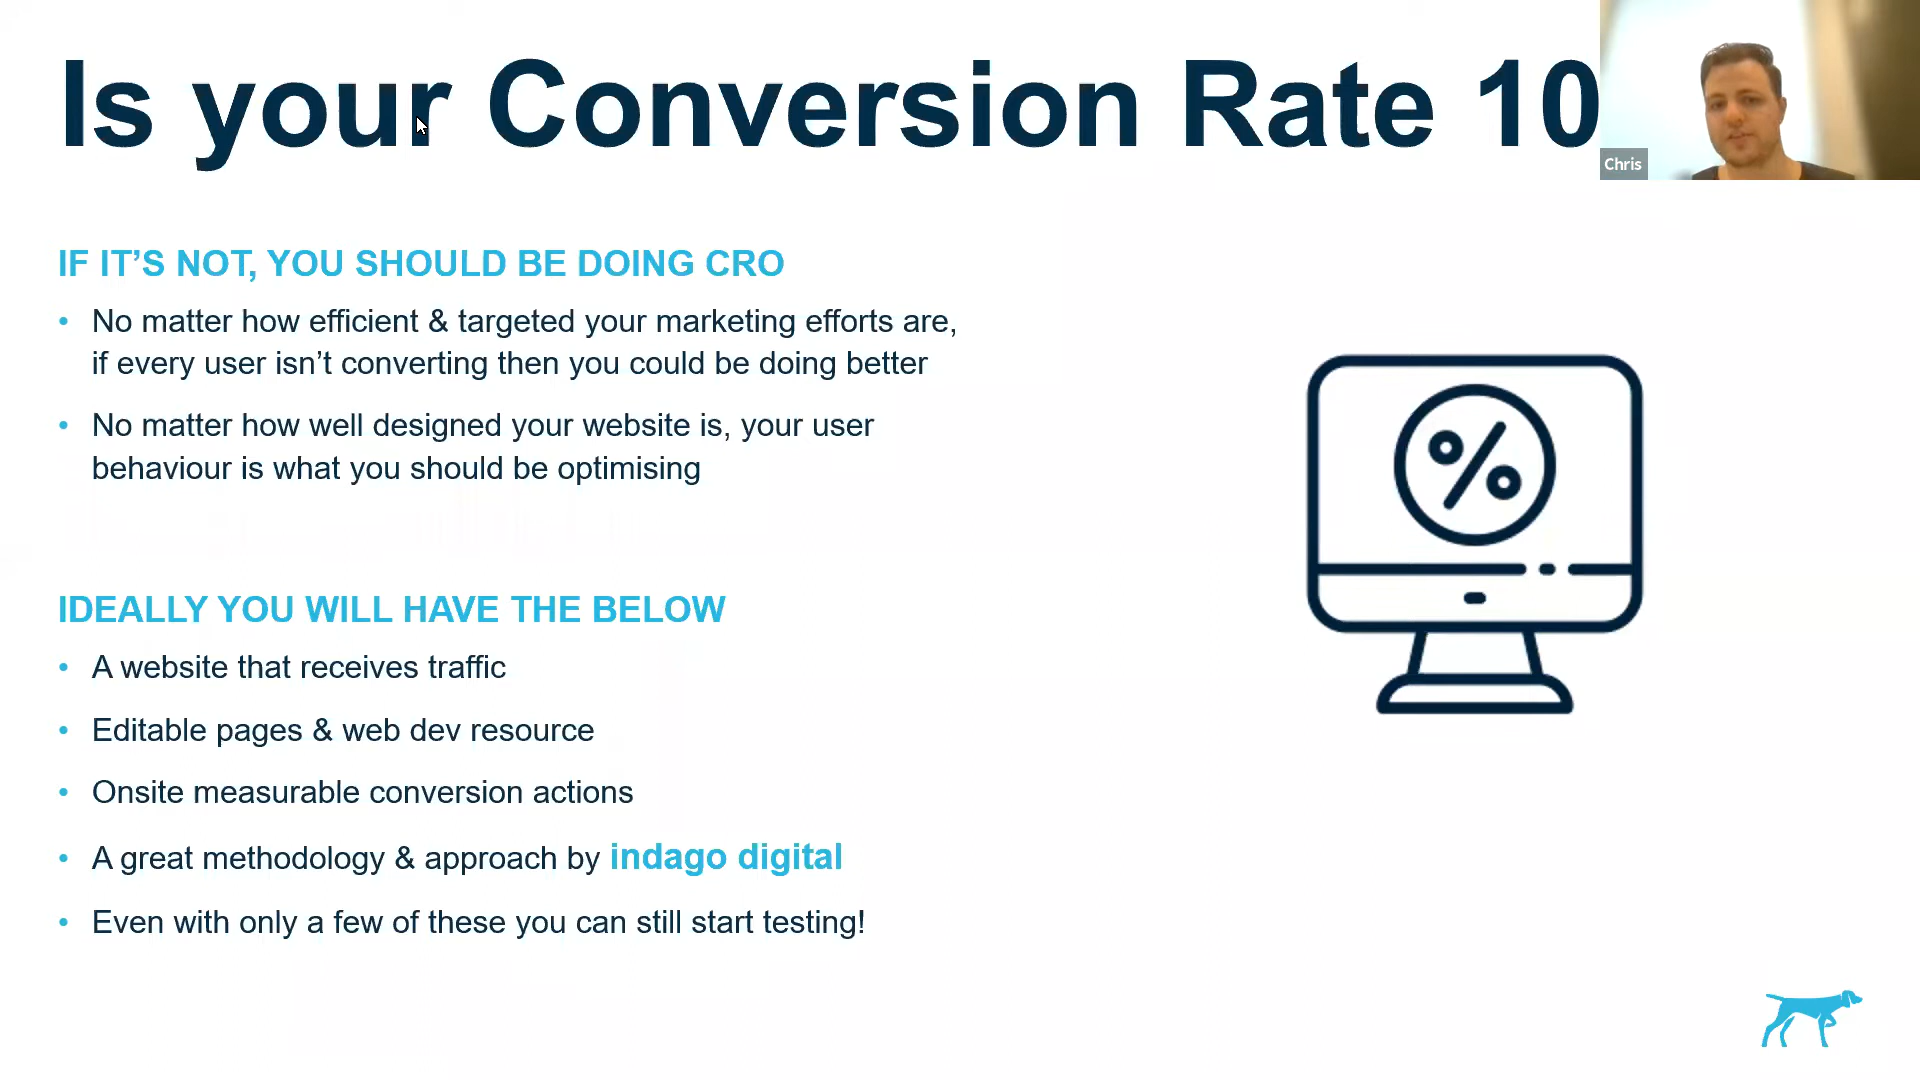 Is your Conversion Rate 10
Chris
IF IT’S NOT, YOU SHOULD BE DOING CRO
• No matter how efficient & targeted your marketing efforts are,
if every user isn’t converting then you could be doing better
• No matter how well designed your website is, your user
behaviour is what you should be optimising
%
IDEALLY YOU WILL HAVE THE BELOW
• A website that receives traffic
• Editable pages & web dev resource
• Onsite measurable conversion actions
• A great methodology & approach by indago digital
• Even with only a few of these you can still start testing!